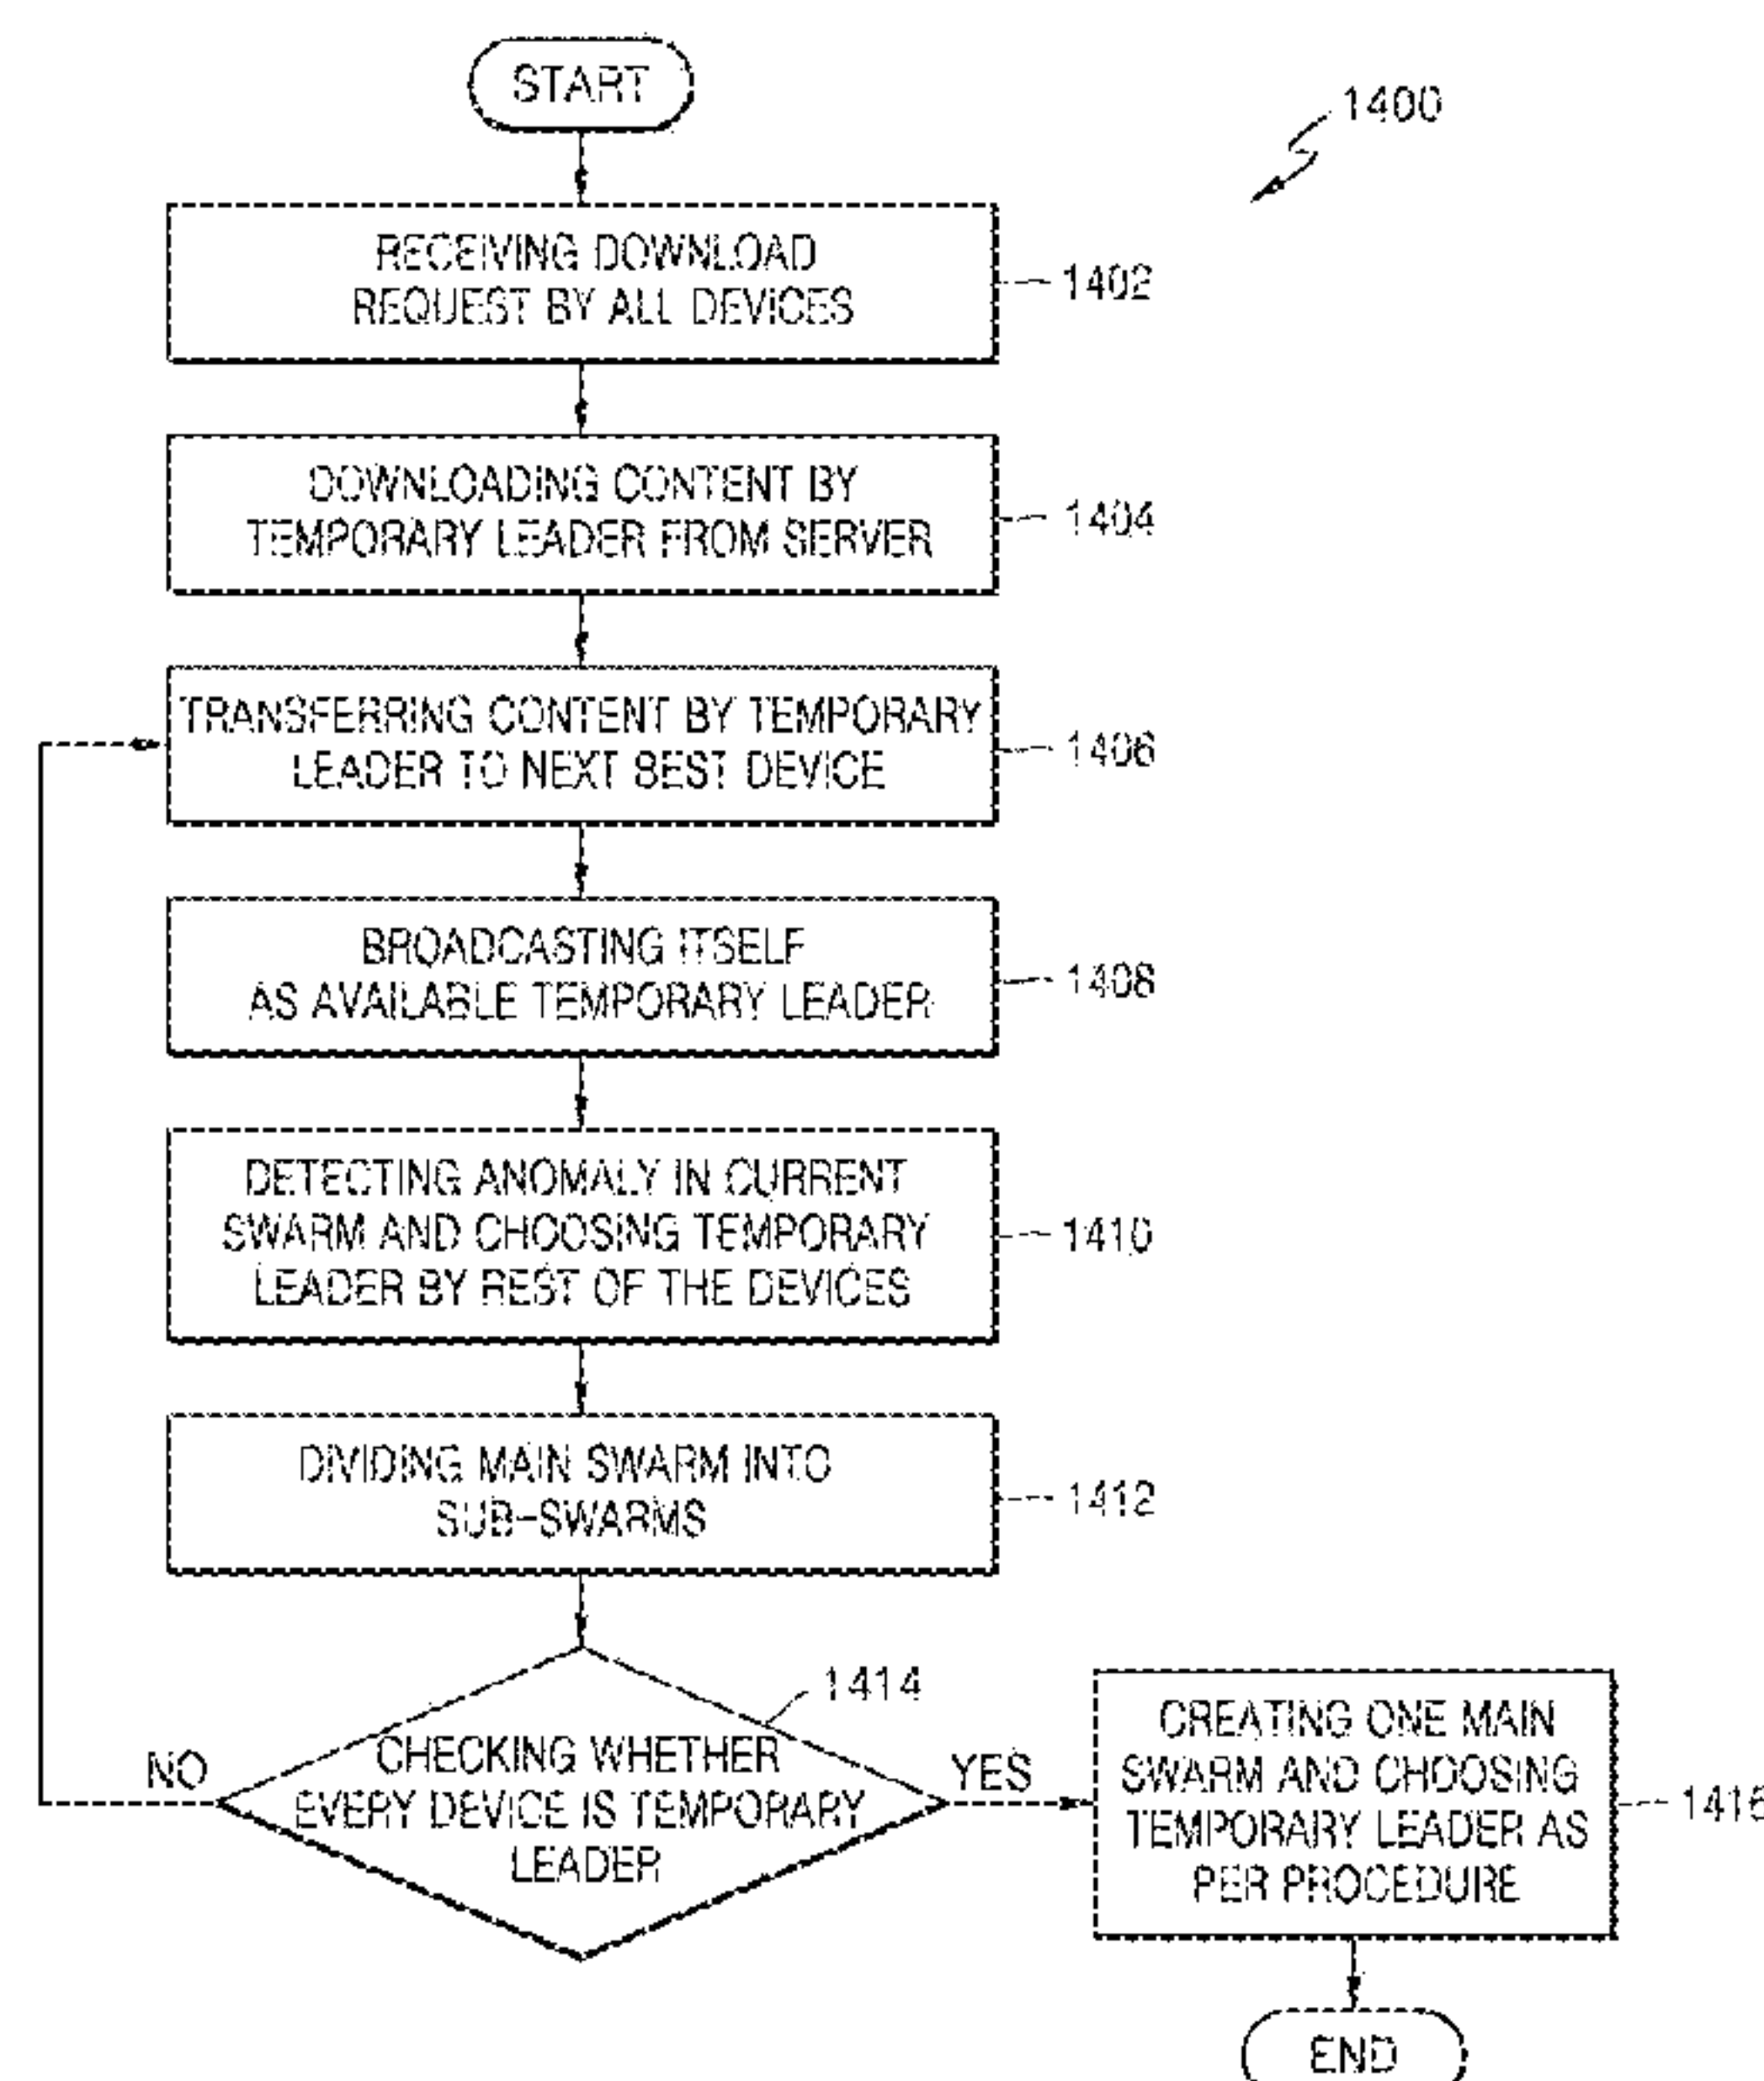 START
1400
RECEIVING DOWNLOAD
REQUEST BY ALL DEVICES
1402
DOWNLOADING CONTENT BY
TEMPORARY LEADER FROM SERVER
1404
TRANSFERRING CONTENT BY TEMPORARY
LEADER TO NEXT BEST DEVICE
1406
BROADCASTING ITSELF
AS AVAILABLE TEMPORARY LEADER
1408
DETECTING ANOMALY IN CURRENT
SWARM AND CHOOSING TEMPORARY
LEADER BY REST OF THE DEVICES
1410
DIVIDING MAIN SWARM INTO
SUB-SWARMS
1412
1414
CHECKING WHETHER
EVERY DEVICE IS TEMPORARY
LEADER
NO
YES
CREATING ONE MAIN
SWARM AND CHOOSING
TEMPORARY LEADER AS
PER PROCEDURE
1416
END